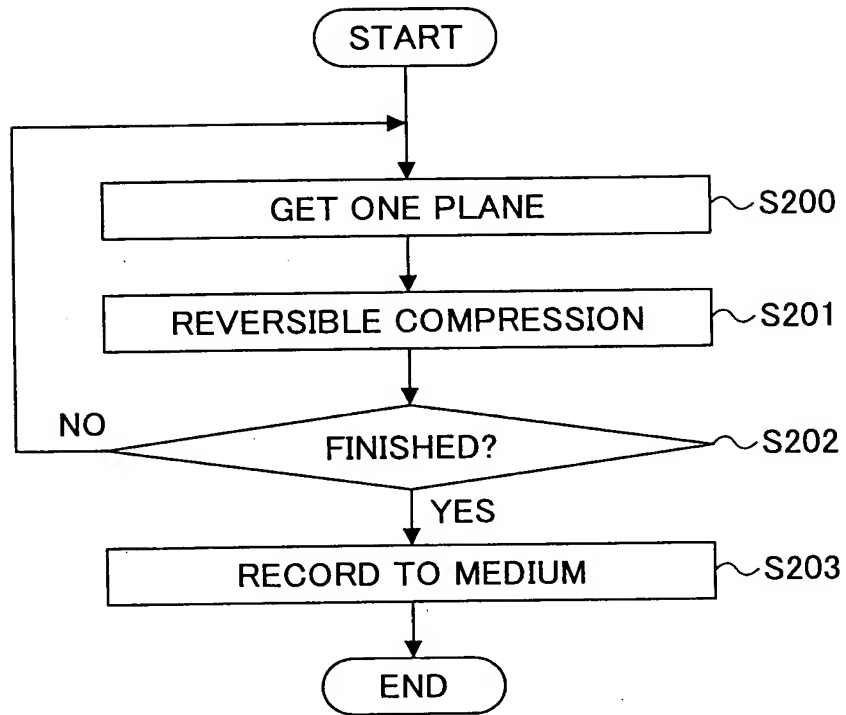 START
GET ONE PLANE
S200
REVERSIBLE COMPRESSION
S201
NO
FINISHED?
S202
YES
RECORD TO MEDIUM
S203
END